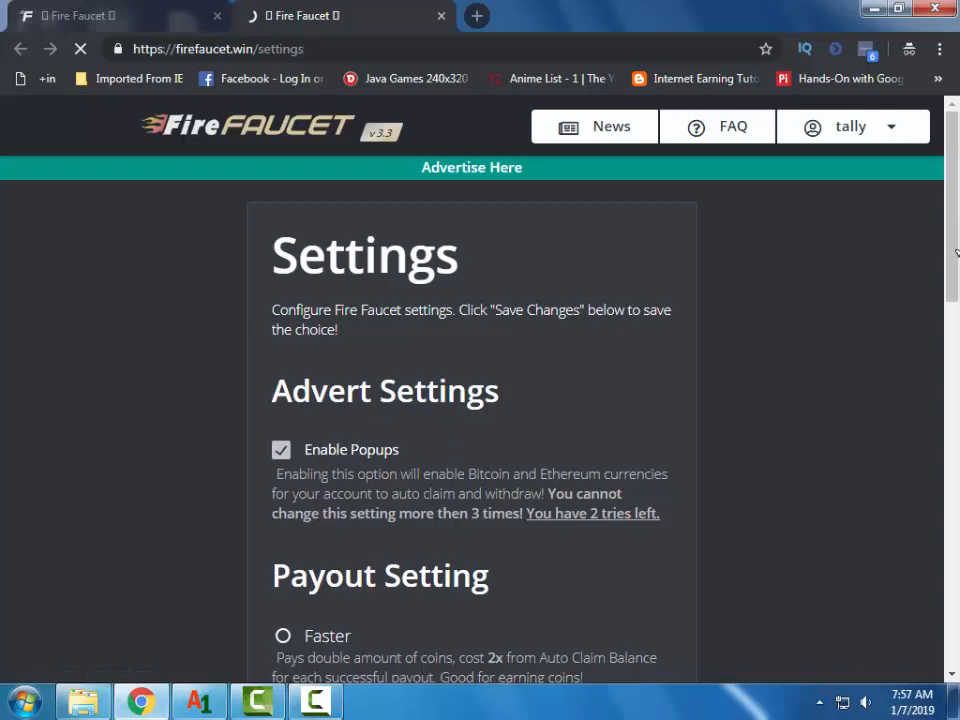 Fire Faucet
Fire Faucet
https://firefaucet.win/settings
+in
Imported From IE
Facebook - Log In or
Java Games 240x320
Anime List - 1 | The
Internet Earning Tuto
Hands-On with Goog
»
IQ
6
FireFAUCET v 3.3
News
FAQ
tally
Advertise Here
Settings
Configure Fire Faucet settings. Click "Save Changes" below to save
the choice!
Advert Settings
Enable Popups
Enabling this option will enable Bitcoin and Ethereum currencies
for your account to auto claim and withdraw! You cannot
change this setting more then 3 times! You have 2 tries left.
Payout Setting
Faster
Pays double amount of coins, cost 2x from Auto Claim Balance
for each successful payout. Good for earning coins!
7:57 AM
1/7/2019